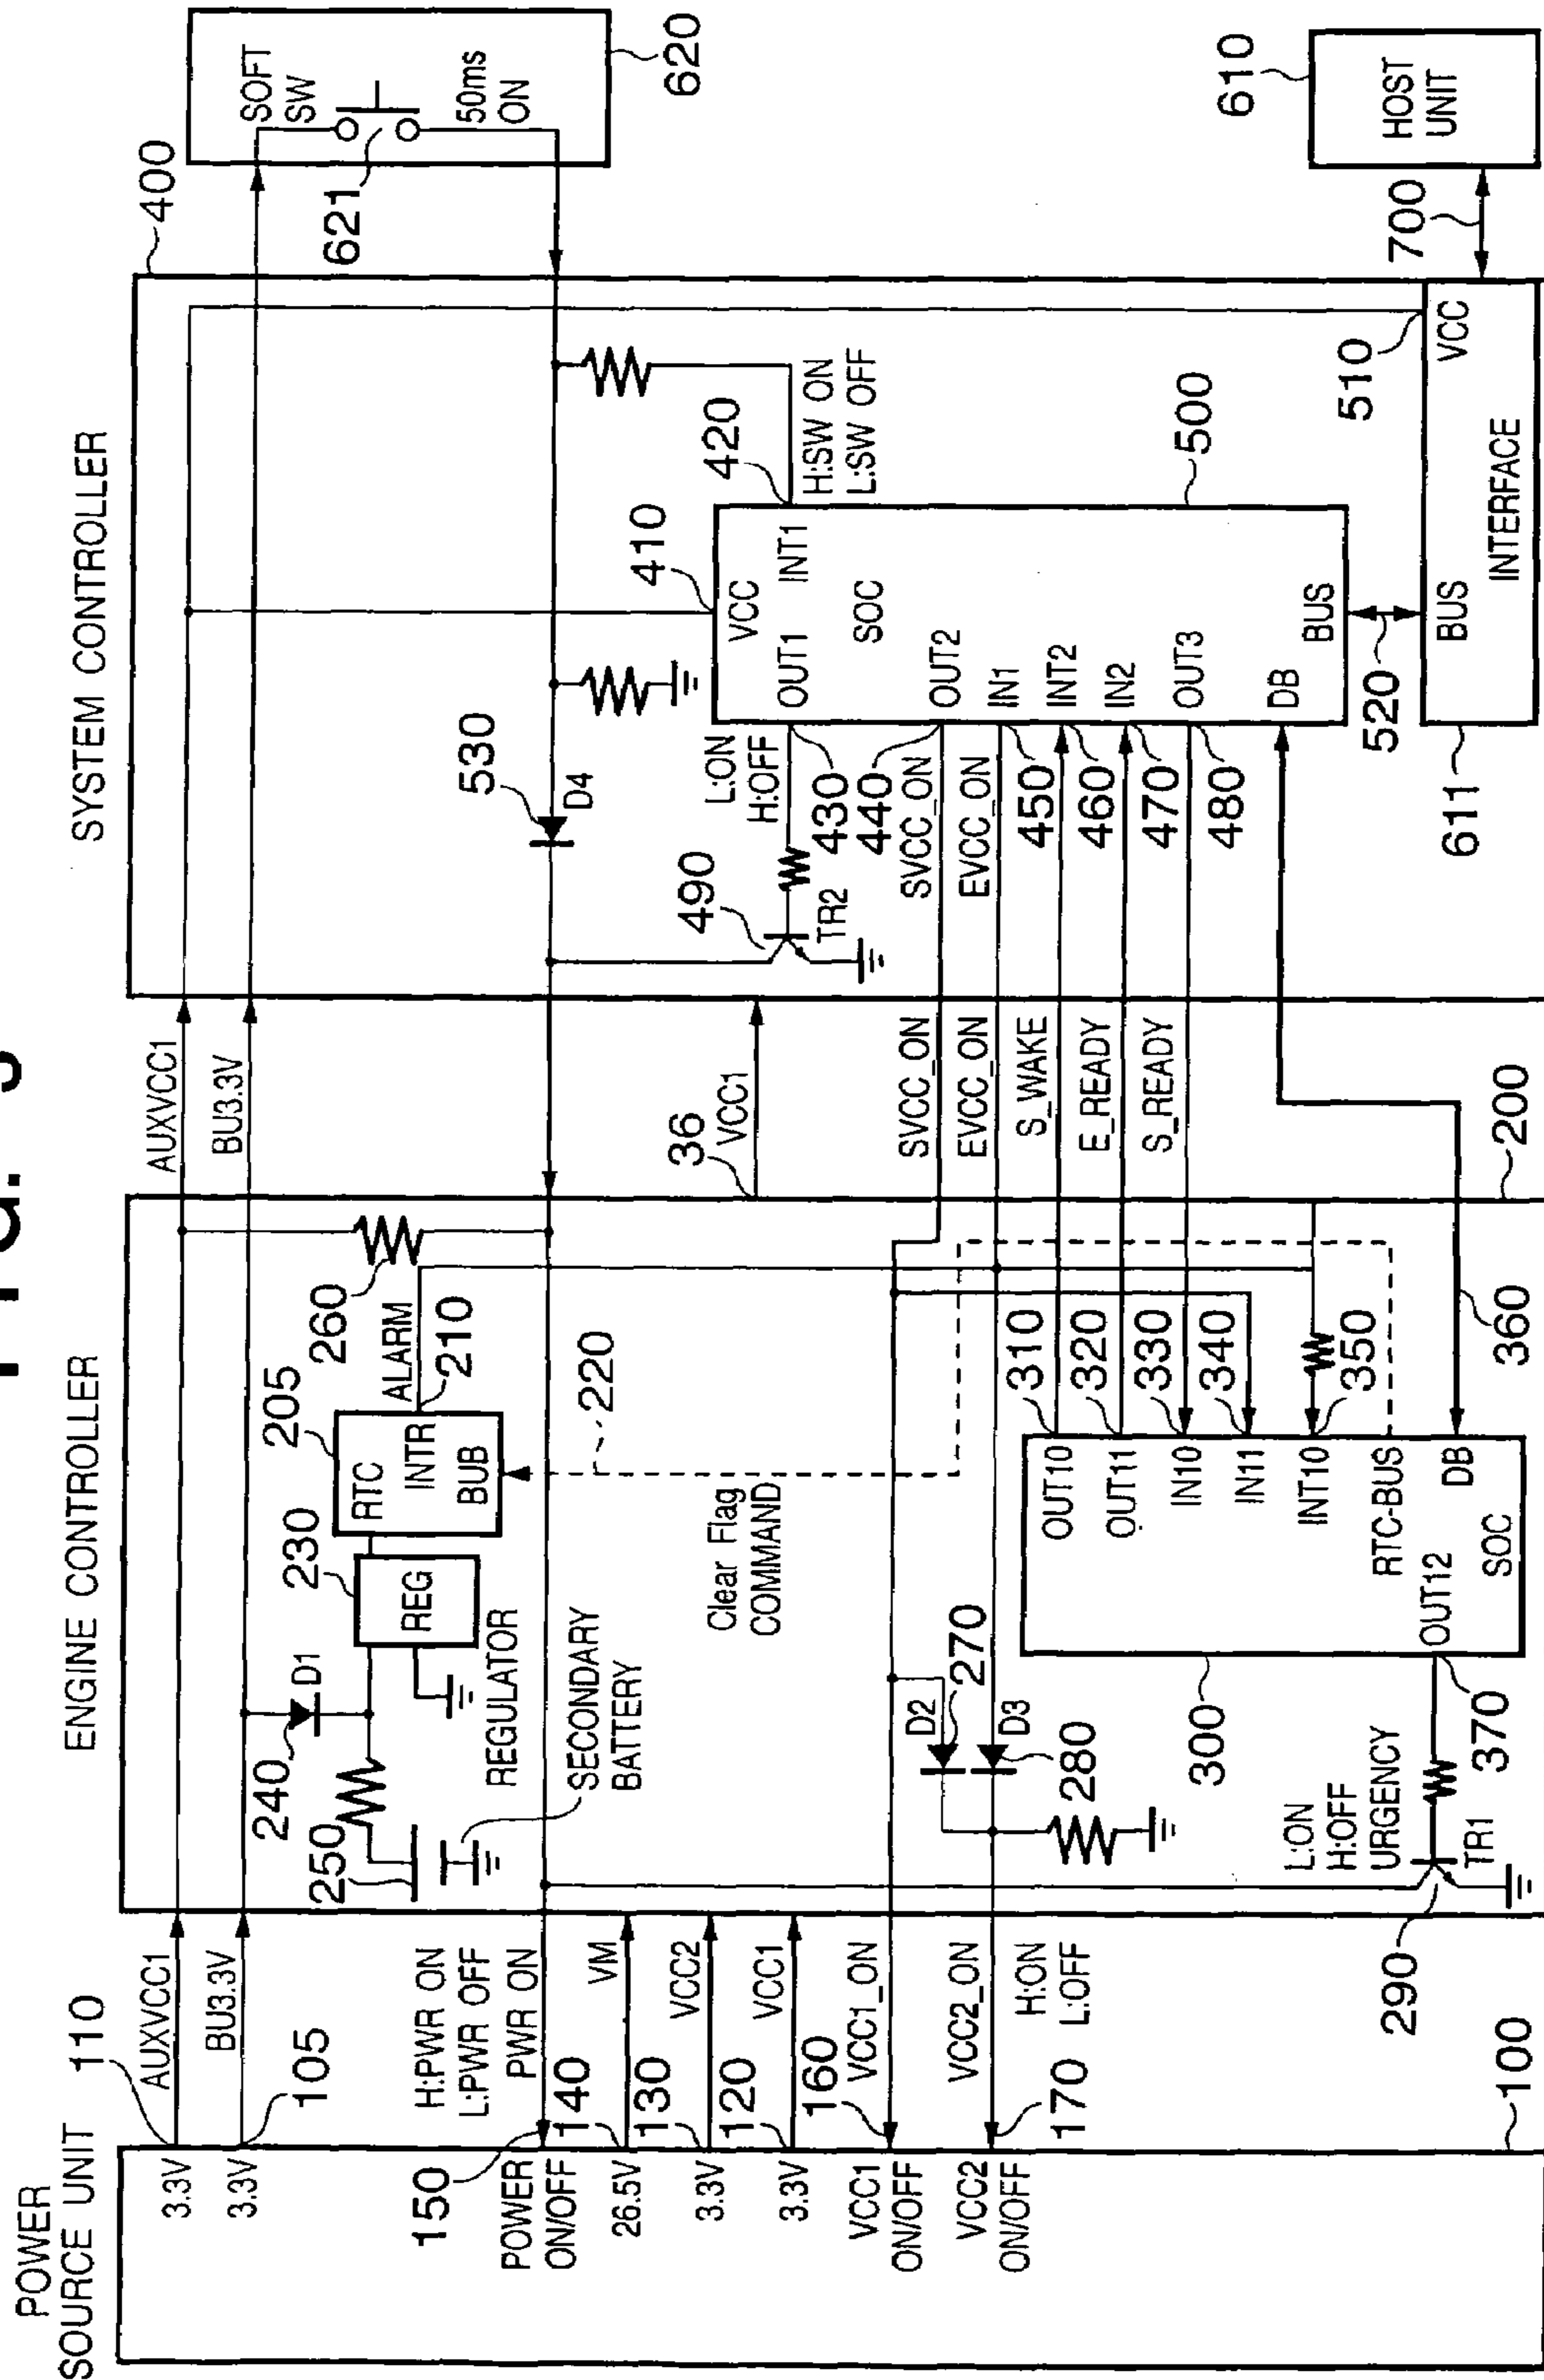 FIG. 3
POWER
SOURCE UNIT
110
AUXVCC1
BU3.3V
105
3.3V
3.3V
H:PWR ON
L:PWR OFF
PWR ON
150
POWER
ON/OFF
140
26.5V
VM
130
3.3V
VCC2
120
3.3V
VCC1
160
VCC1
ON/OFF
VCC1_ON
VCC2
ON/OFF
VCC2_ON
170
H:ON
L:OFF
100
ENGINE CONTROLLER
240
D1
250
230
REG
REGULATOR
SECONDARY
BATTERY
205
RTC
INTR
BUB
ALARM
210
260
220
Clear Flag
COMMAND
D2
270
D3
280
300
L:ON
H:OFF
URGENCY
290
TR1
370
OUT12
SOC
OUT10
OUT11
IN10
IN11
INT10
RTC-BUS
DB
310
320
330
340
350
360
200
AUXVCC1
BU3.3V
36
VCC1
SVCC_ON
EVCC_ON
S_WAKE
E_READY
S_READY
SYSTEM CONTROLLER
400
530
D4
490
TR2
L:ON
H:OFF
430
440
SVCC_ON
EVCC_ON
450
460
470
480
410
VCC
OUT1
INT1
SOC
OUT2
IN1
INT2
IN2
OUT3
DB
BUS
420
H:SW ON
L:SW OFF
500
520
510
VCC
BUS
INTERFACE
611
SOFT
SW
621
50ms
ON
620
610
HOST
UNIT
700